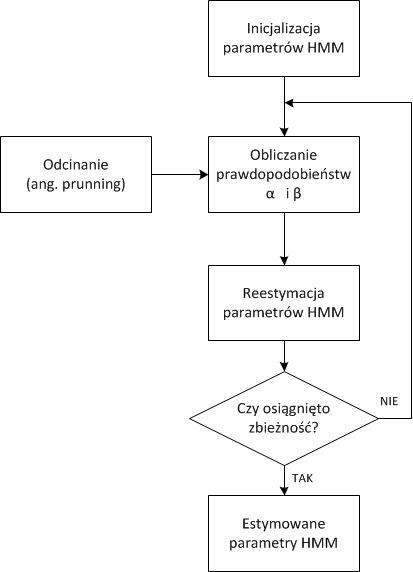 Inicjalizacja
parametrów HMM
Odcinanie
(ang. prunning)
Obliczanie
prawdopodobieństw
α i β
Reestymacja
parametrów HMM
Czy osiągnięto
zbieżność?
NIE
TAK
Estymowane
parametry HMM